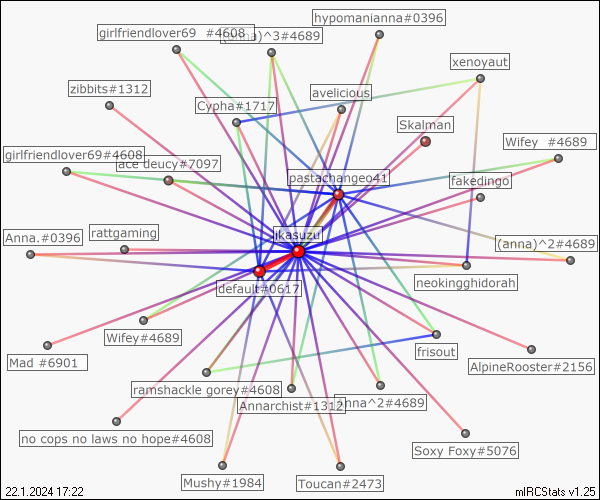 hypomanianna#0396
girlfriendlover69 #4608
(anna)^3#4689
xenoyaut
zibbits#1312
avelicious
Cypha#1717
Skalman
Wifey #4689
girlfriendlover69#4608
ace deucy#7097
pastachangeo41
fakedingo
rattgaming
ikasuzu
Anna.#0396
(anna)^2#4689
default#0617
neokingghidorah
Wifey#4689
frisout
Mad #6901
AlpineRooster#2156
ramshackle gorey#4608
Annarchist#1312
anna^2#4689
no cops no laws no hope#4608
Soxy Foxy#5076
Mushy#1984
Toucan#2473
22.1.2024 17:22
mIRCStats v1.25